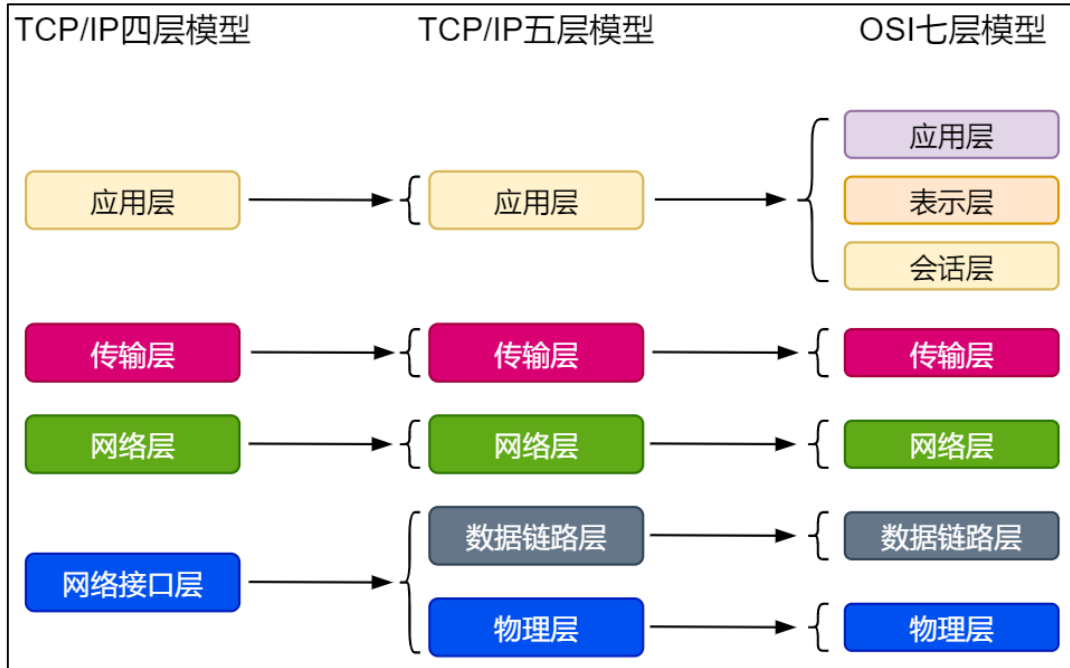 TCP/IP四层模型 TCP/IP五层模型 OSI七层模型
应用层
应用层 应用层 表示层
会话层
传输层 传输层 传输层
网络层 网络层 网络层
数据链路层 数据链路层
网络接口层
物理层 物理层